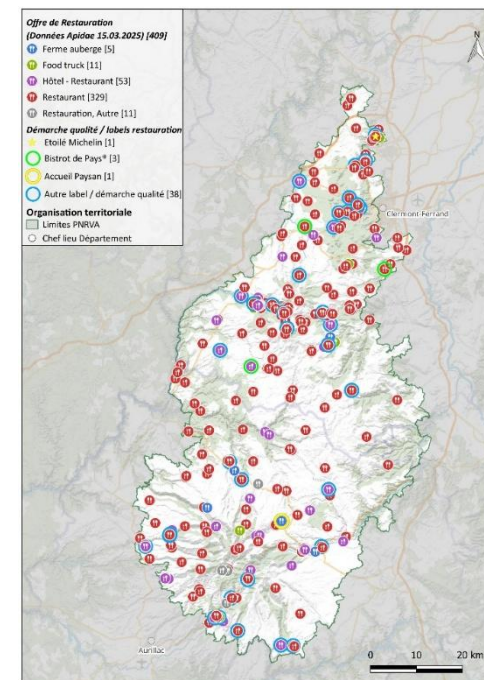 Offre de Restauration
(Données Apidae 15.03.2025) [409]
Ferme auberge [5]
Food truck [11]
Hôtel - Restaurant [53]
Restaurant [329]
Restauration, Autre [11]
Démarche qualité / labels restauration
Etoilé Michelin [1]
Bistrot de Pays® [3]
Accueil Paysan [1]
Autre label / démarche qualité [38]
Organisation territoriale
Limites PNRVA
Chef lieu Département
N
Clermont-Ferrand
Aurillac
0 10 20 km